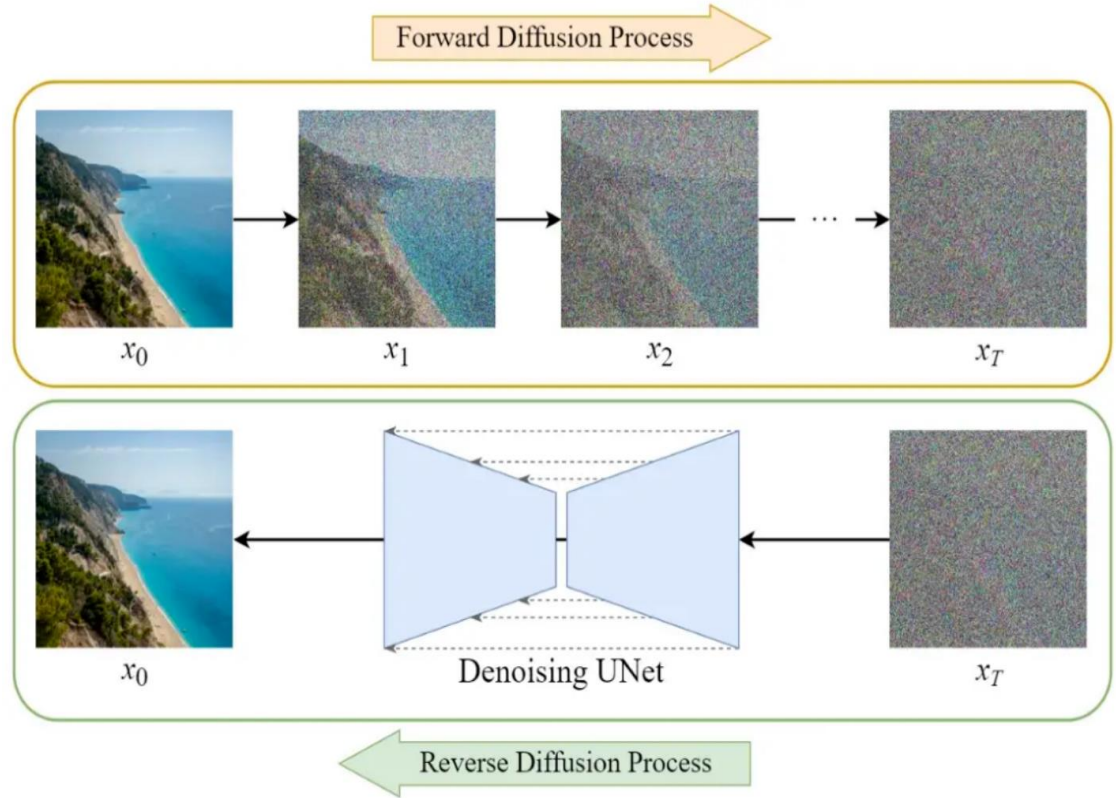 Forward Diffusion Process
x0
x1
...
x2
xT
x0
Denoising UNet
xT
Reverse Diffusion Process